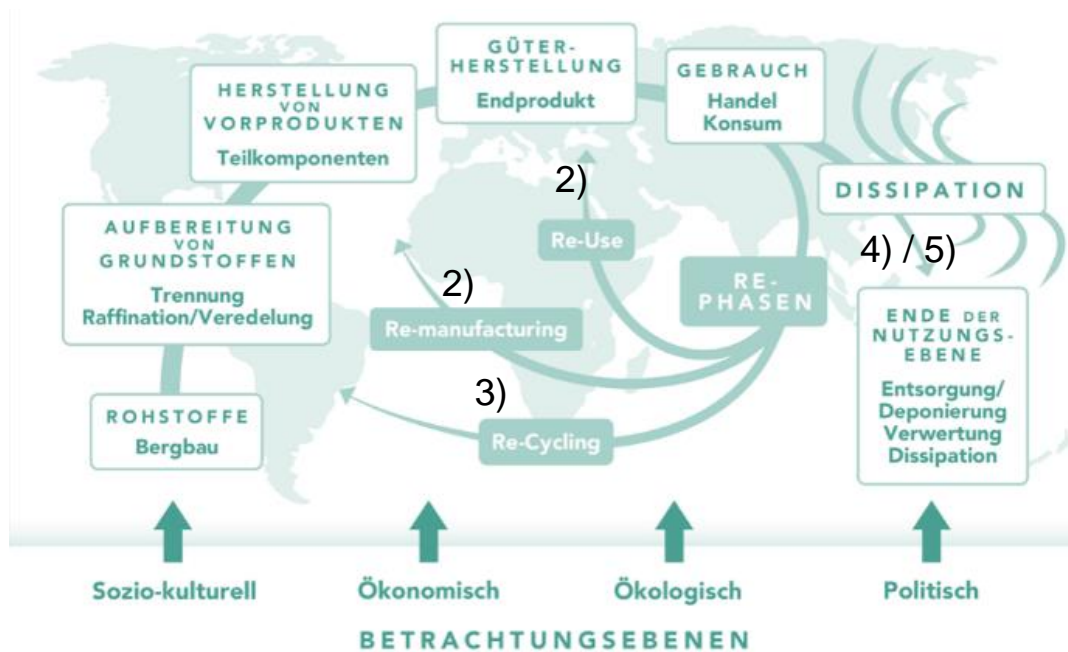 GÜTER-
HERSTELLUNG
Endprodukt
GEBRAUCH
Handel
Konsum
HERSTELLUNG
VON
VORPRODUKTEN
Teilkomponenten
DISSIPATION
AUFBEREITUNG
VON
GRUNDSTOFFEN
Trennung
Raffination/Veredelung
2)
Re-Use
4) / 5)
2)
Re-manufacturing
RE-
PHASEN
ENDE DER
NUTZUNGS-
EBENE
Entsorgung/
Deponierung
Verwertung
Dissipation
3)
Re-Cycling
ROHSTOFFE
Bergbau
Sozio-kulturell
Ökonomisch
Ökologisch
Politisch
BETRACHTUNGSEBENEN